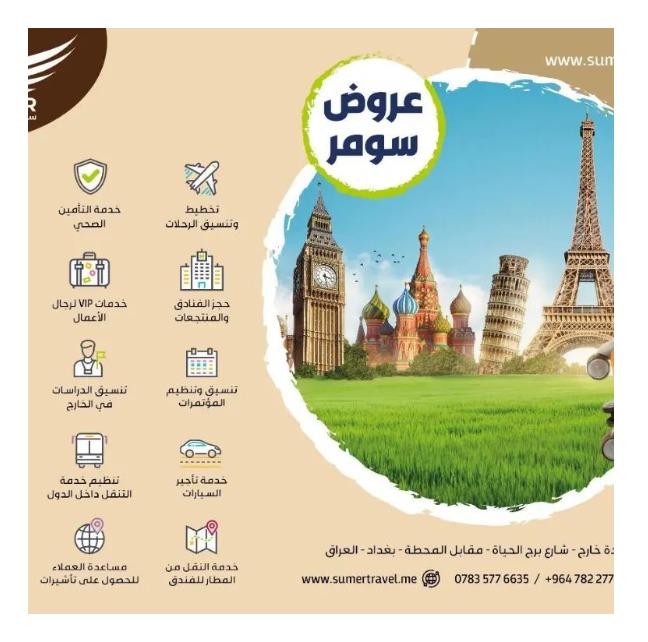 www.sum
عروض
سومر
R
تخطيط
وتنسيق الرحلات
خدمة التأمين
الصحي
حجز الفنادق
والمنتجعات
خدمات VIP لرجال
الأعمال
تنسيق وتنظيم
المؤتمرات
تنسيق الدراسات
في الخارج
خدمة تأجير
السيارات
تنظيم خدمة
التنقل داخل الدول
خدمة النقل من
المطار للفندق
مساعدة العملاء
للحصول على تأشيرات
خارج - شارع برج الحياة - مقابل المحطة - بغداد - العراق
www.sumertravel.me 0783 577 6635 / +964 782 277